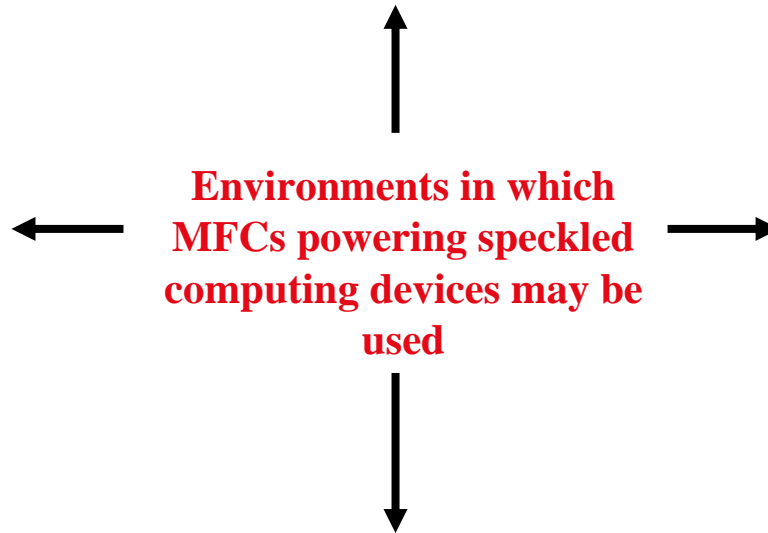 Environments in which
MFCs powering speckled
computing devices may be
used